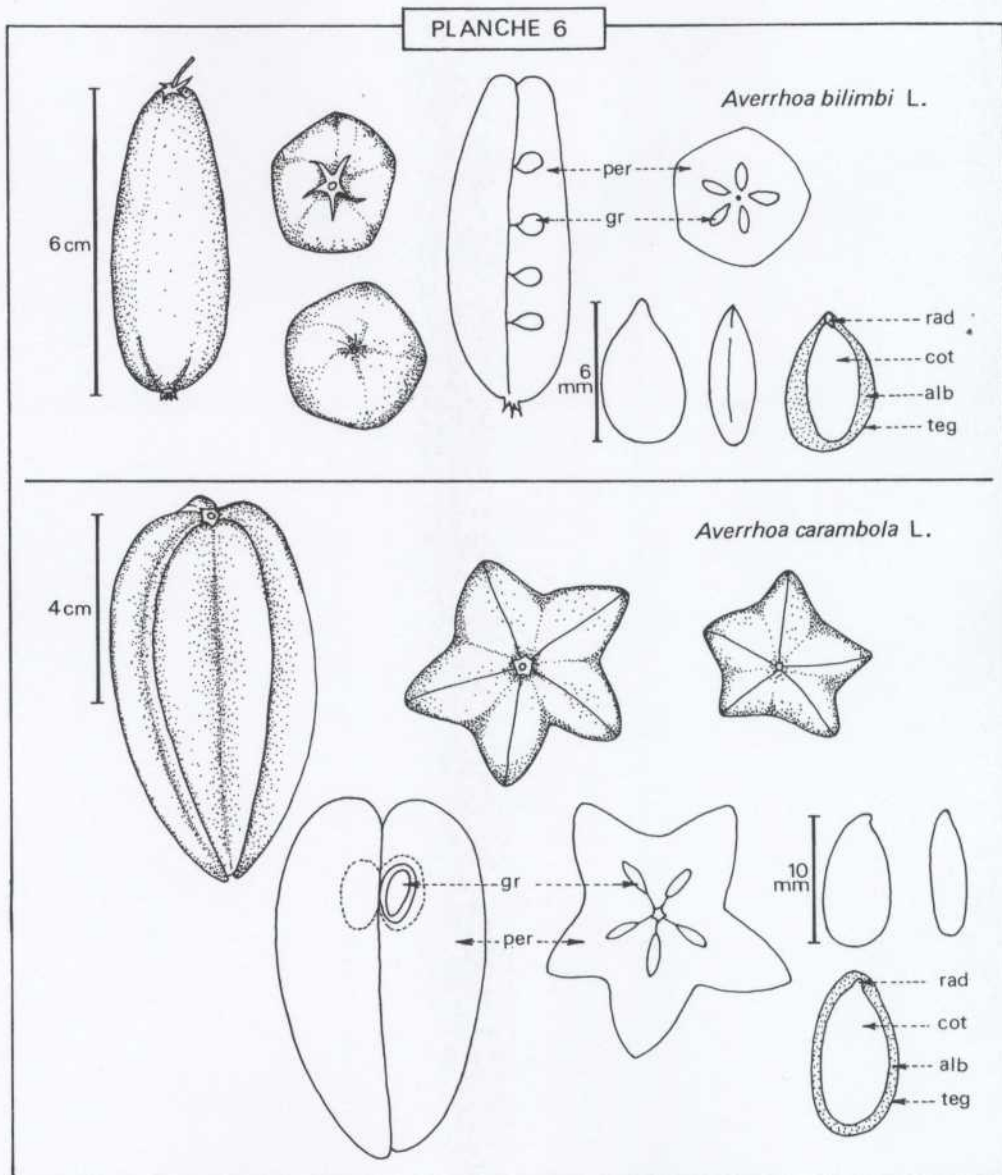 PLANCHE 6
Averrhoa bilimbi L.
6 cm
per
gr
6
mm
rad
cot
alb
teg
Averrhoa carambola L.
4 cm
gr
per
10
mm
rad
cot
alb
teg